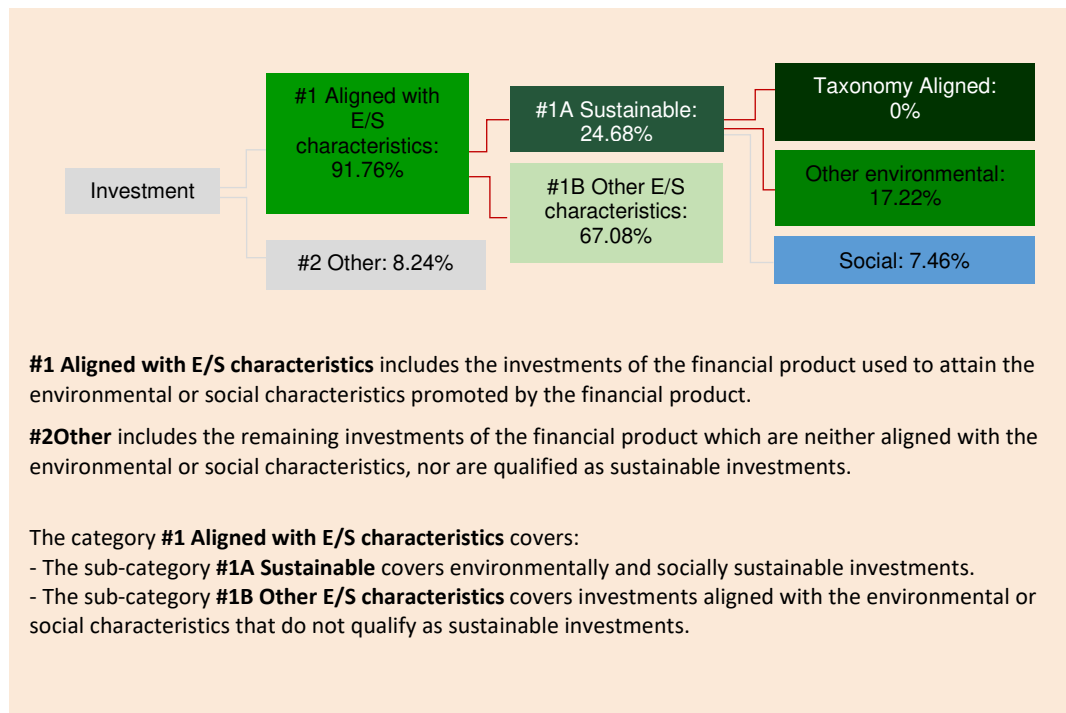 Investment
#1 Aligned with
E/S
characteristics:
91.76%
#2 Other: 8.24%
#1A Sustainable:
24.68%
#1B Other E/S
characteristics:
67.08%
Taxonomy Aligned:
0%
Other environmental:
17.22%
Social: 7.46%
#1 Aligned with E/S characteristics includes the investments of the financial product used to attain the
environmental or social characteristics promoted by the financial product.
#2Other includes the remaining investments of the financial product which are neither aligned with the
environmental or social characteristics, nor are qualified as sustainable investments.
The category #1 Aligned with E/S characteristics covers:
- The sub-category #1A Sustainable covers environmentally and socially sustainable investments.
- The sub-category #1B Other E/S characteristics covers investments aligned with the environmental or
social characteristics that do not qualify as sustainable investments.